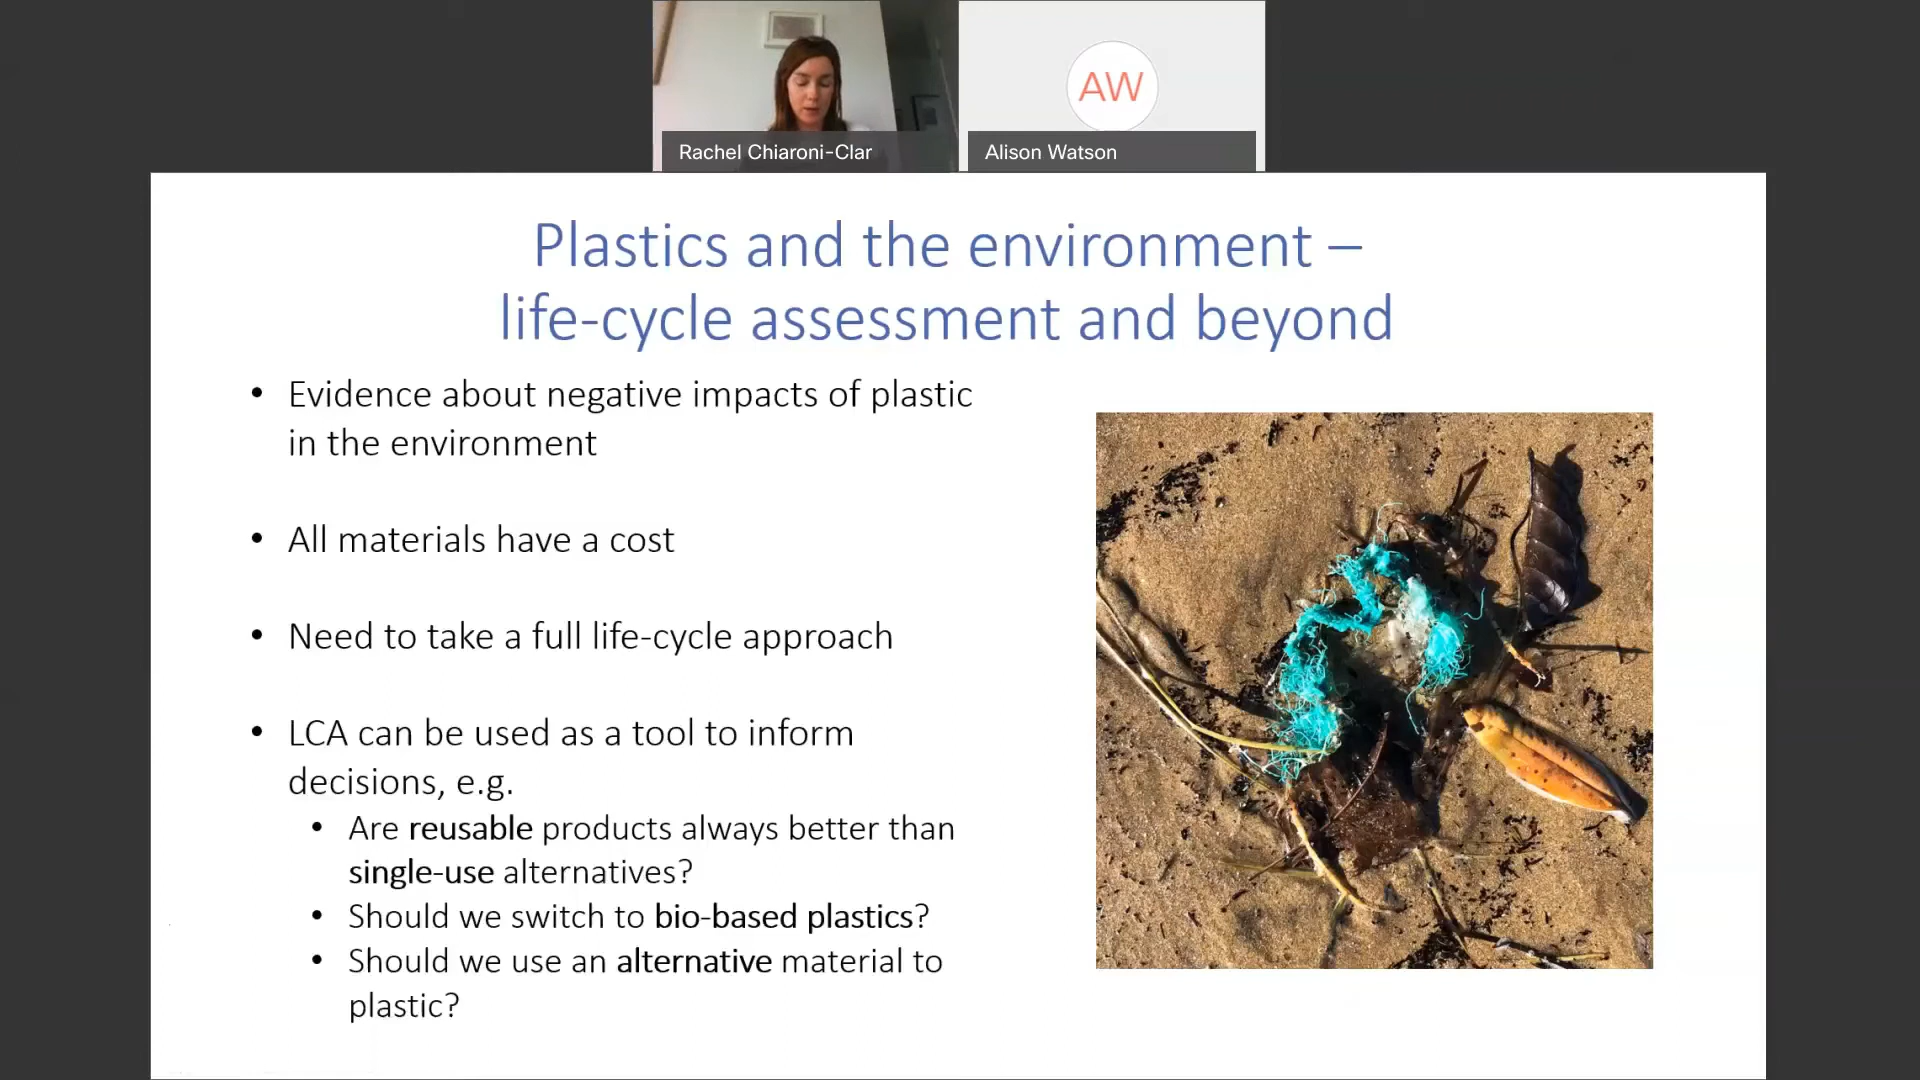 AW
Rachel Chiaroni-Clar
Alison Watson
Plastics and the environment –
life-cycle assessment and beyond
• Evidence about negative impacts of plastic
in the environment
• All materials have a cost
• Need to take a full life-cycle approach
• LCA can be used as a tool to inform
decisions, e.g.
• Are reusable products always better than
single-use alternatives?
• Should we switch to bio-based plastics?
• Should we use an alternative material to
plastic?